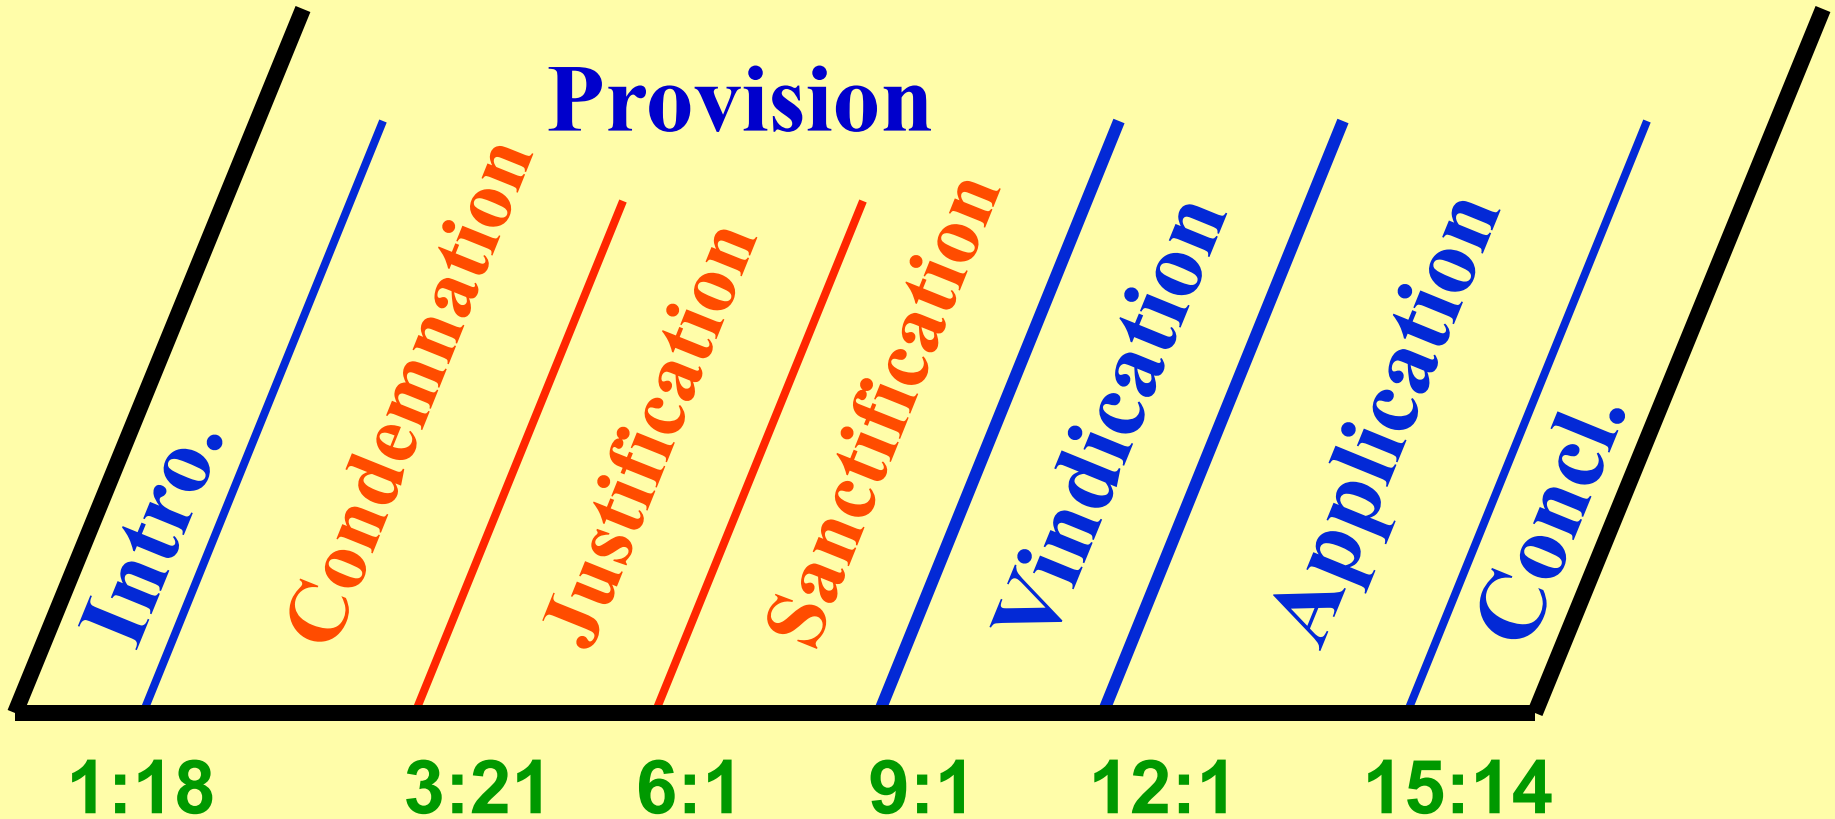 Provision
Intro.
Condemnation
Justification
Sanctification
Vindication
Application
Concl.
1:18 3:21 6:1 9:1 12:1 15:14